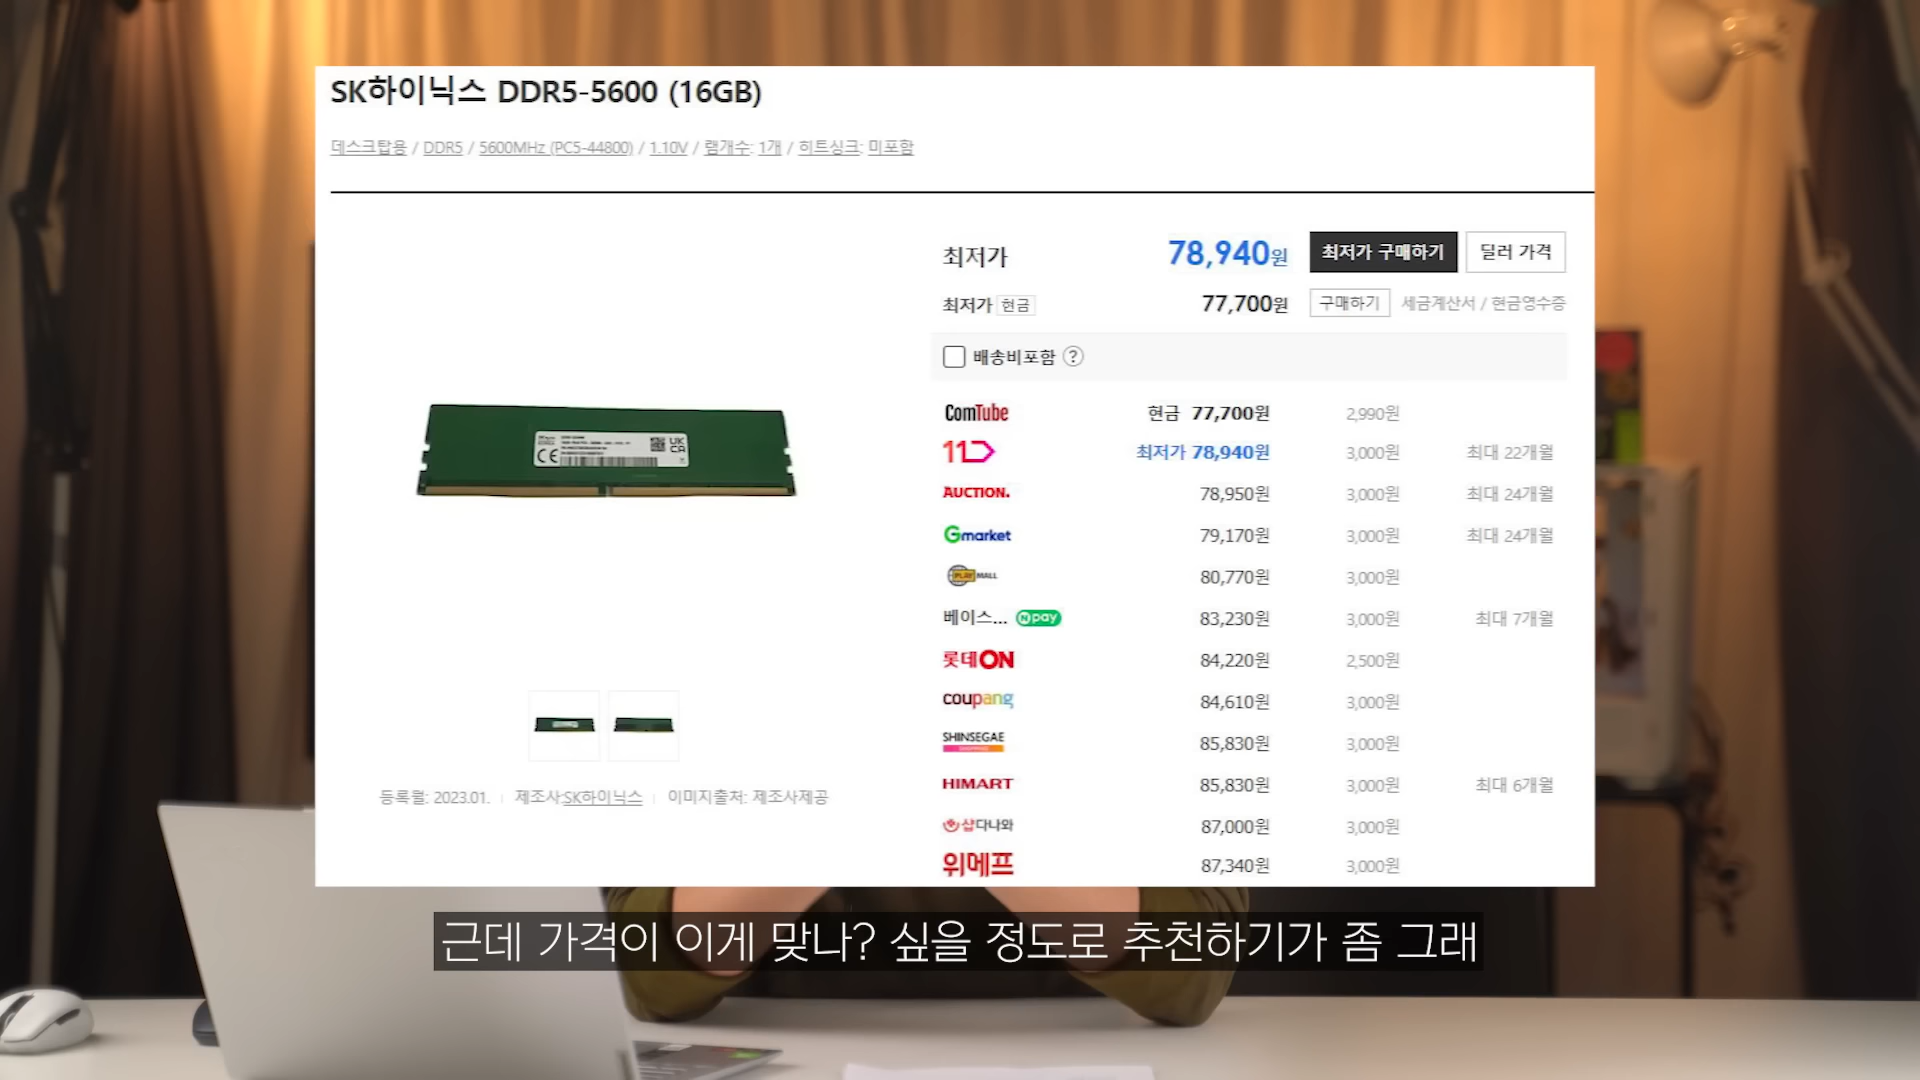 SK하이닉스 DDR5-5600 (16GB)
데스크탑용 / DDR5 / 5600MHz (PC5-44800) / 1.10V / 램개수: 1개 / 히트싱크: 미포함
최저가 78,940원 최저가 구매하기 딜러 가격
최저가 현금 77,700원 구매하기 세금계산서 / 현금영수증
배송비포함 ?
ComTube 현금 77,700원 2,990원
11 최저가 78,940원 3,000원 최대 22개월
AUCTION. 78,950원 3,000원 최대 24개월
Gmarket 79,170원 3,000원 최대 24개월
PLAY MALL 80,770원 3,000원
베이스... N pay 83,230원 3,000원 최대 7개월
롯데ON 84,220원 2,500원
coupang 84,610원 3,000원
SHINSEGAE 85,830원 3,000원
HIMART 85,830원 3,000원 최대 6개월
샵다나와 87,000원 3,000원
위메프 87,340원 3,000원
CE UK CA
등록월: 2023.01. 제조사:SK하이닉스 이미지출처: 제조사제공
근데 가격이 이게 맞나? 싶을 정도로 추천하기가 좀 그래